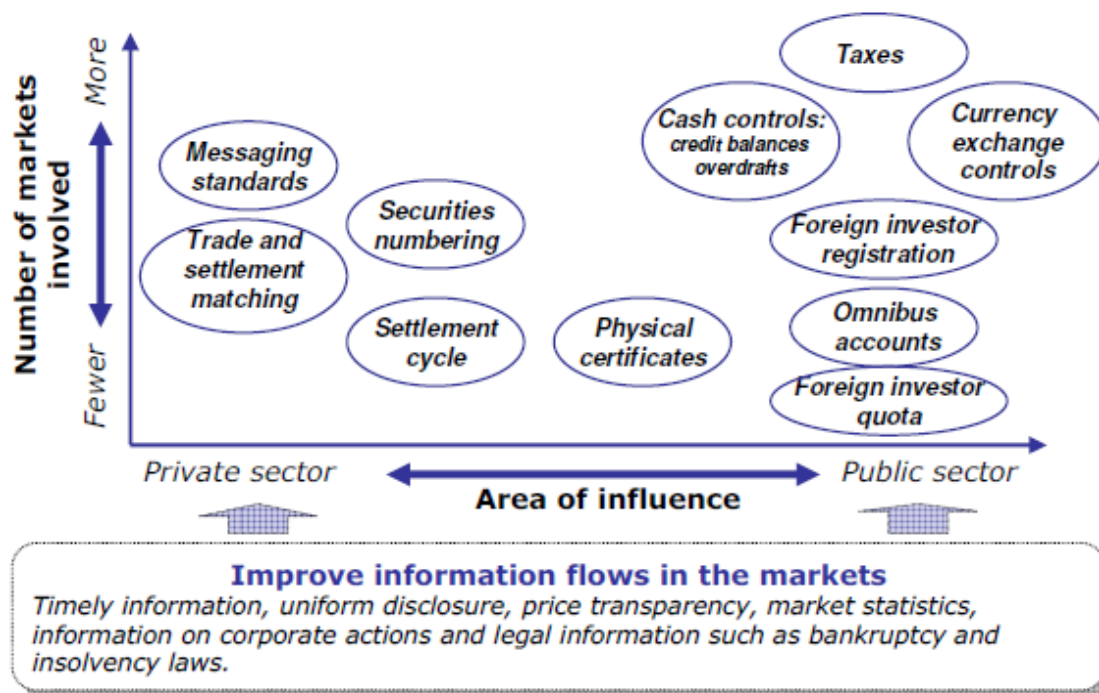 Number of markets
involved
More
Fewer
Taxes
Cash controls:
credit balances
overdrafts
Currency
exchange
controls
Messaging
standards
Securities
numbering
Foreign investor
registration
Trade and
settlement
matching
Settlement
cycle
Physical
certificates
Omnibus
accounts
Foreign investor
quota
Private sector
Public sector
Area of influence
Improve information flows in the markets
Timely information, uniform disclosure, price transparency, market statistics,
information on corporate actions and legal information such as bankruptcy and
insolvency laws.